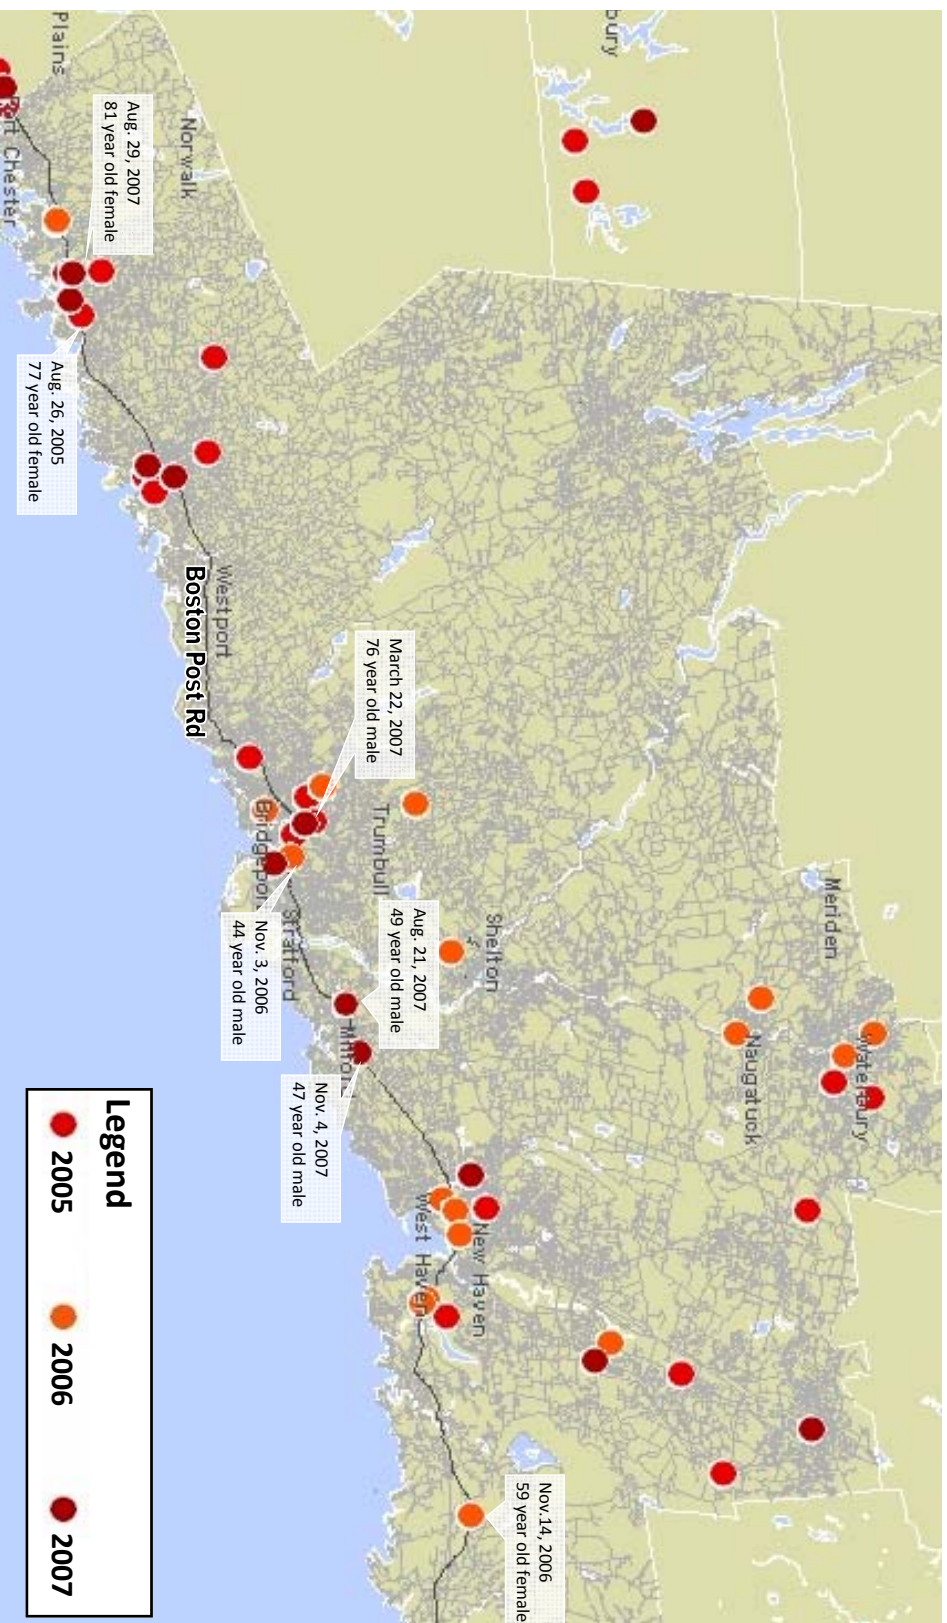 bury
Plains
Port Chester
Norwalk
Aug. 29, 2007
81 year old female
Aug. 26, 2005
77 year old female
Westport
Boston Post Rd
March 22, 2007
76 year old male
Trumbull
Bridgepor
Stratford
Nov. 3, 2006
44 year old male
Aug. 21, 2007
49 year old male
Shelton
Milford
Nov. 4, 2007
47 year old male
Meriden
Naugatuck
Waterbury
New Haven
West Haven
Nov.14, 2006
59 year old female
Legend
2005
2006
2007